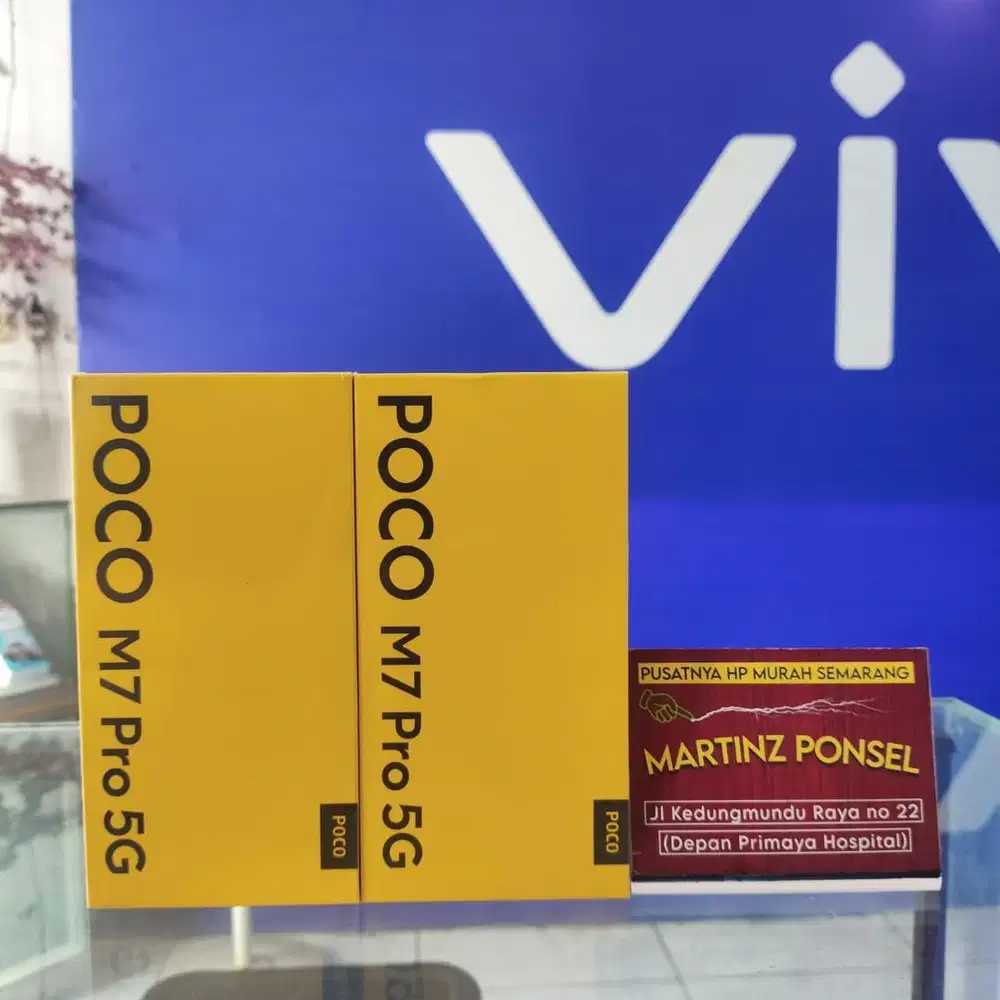 viv
POCO M7 Pro 5G
POCO
POCO M7 Pro 5G
POCO
PUSATNYA HP MURAH SEMARANG
MARTINZ PONSEL
Jl Kedungmundu Raya no 22
(Depan Primaya Hospital)